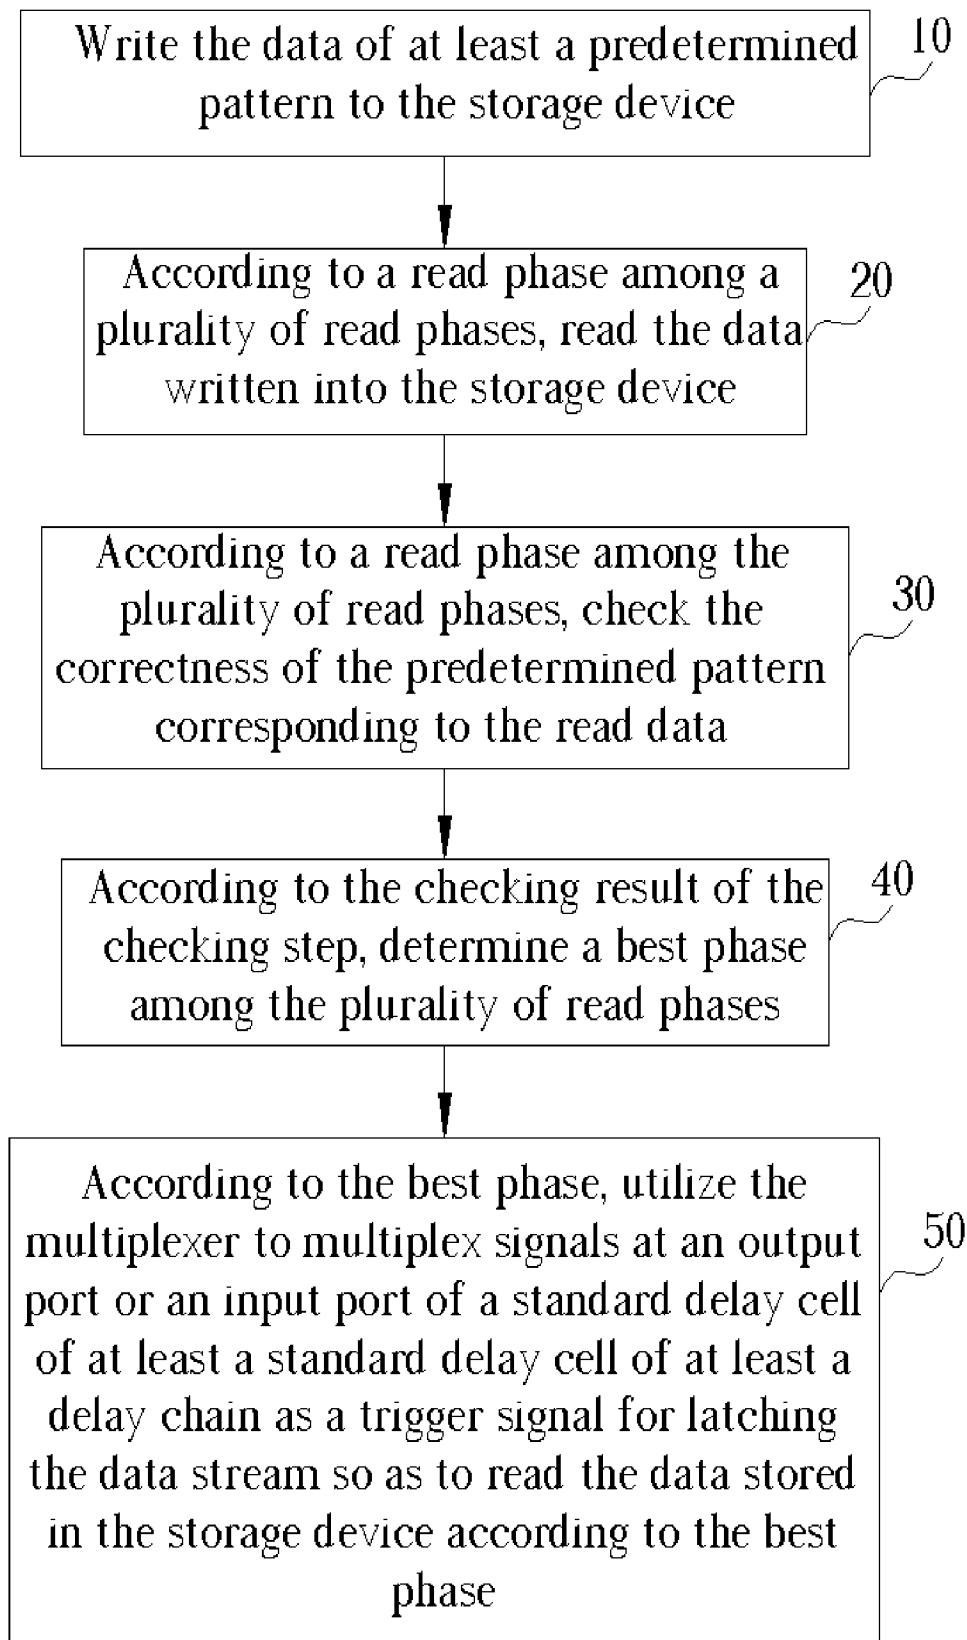 Write the data of at least a predetermined
pattern to the storage device
10
According to a read phase among a
plurality of read phases, read the data
written into the storage device
20
According to a read phase among the
plurality of read phases, check the
correctness of the predetermined pattern
corresponding to the read data
30
According to the checking result of the
checking step, determine a best phase
among the plurality of read phases
40
According to the best phase, utilize the
multiplexer to multiplex signals at an output
port or an input port of a standard delay cell
of at least a standard delay cell of at least a
delay chain as a trigger signal for latching
the data stream so as to read the data stored
in the storage device according to the best
phase
50